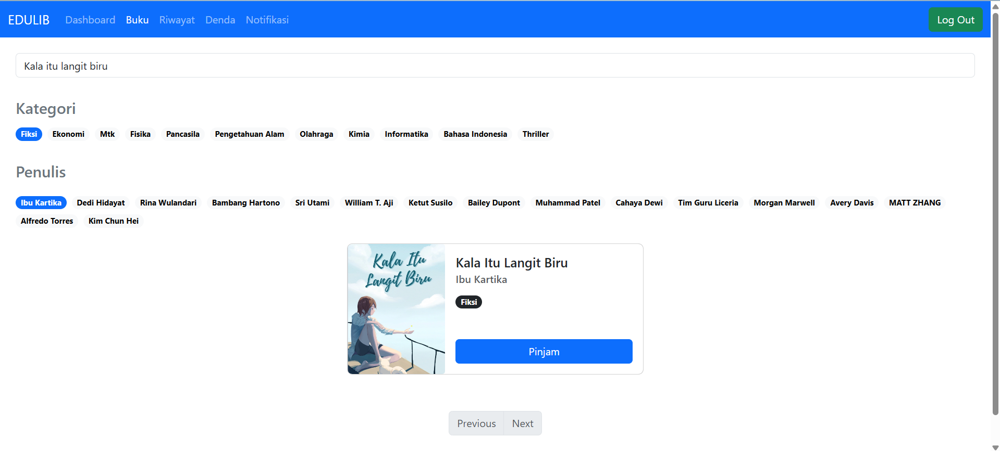 EDULIB Dashboard Buku Riwayat Denda Notifikasi Log Out
Kala itu langit biru
Kategori
Fiksi Ekonomi Mtk Fisika Pancasila Pengetahuan Alam Olahraga Kimia Informatika Bahasa Indonesia Thriller
Penulis
Ibu Kartika Dedi Hidayat Rina Wulandari Bambang Hartono Sri Utami William T. Aji Ketut Susilo Bailey Dupont Muhammad Patel Cahaya Dewi Tim Guru Liceria Morgan Marwell Avery Davis MATT ZHANG
Alfredo Torres Kim Chun Hei
Kala Itu
Langit Biru
Kala Itu Langit Biru
Ibu Kartika
Fiksi
Pinjam
Previous Next